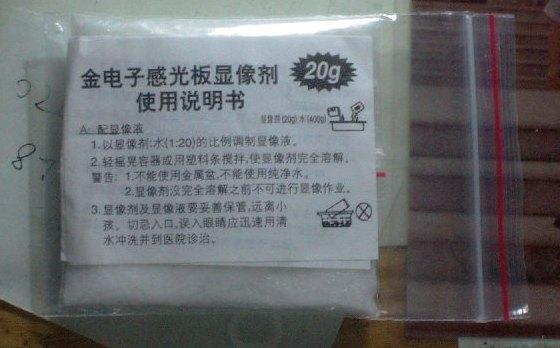 金电子感光板显像剂
20g
使用说明书
显像剂(20g) 水(400g)
A: 配显像液
1.以显像剂:水(1:20)的比例调制显像液。
2.轻摇晃容器或用塑料条搅拌,使显像剂完全溶解。
警告: 1.不能使用金属盆,不能使用纯净水。
2.显像剂没完全溶解之前不可进行显像作业。
3.显像剂及显像液要妥善保管,远离小
孩。切忌入口,误入眼睛应迅速用清
水冲洗并到医院诊治。